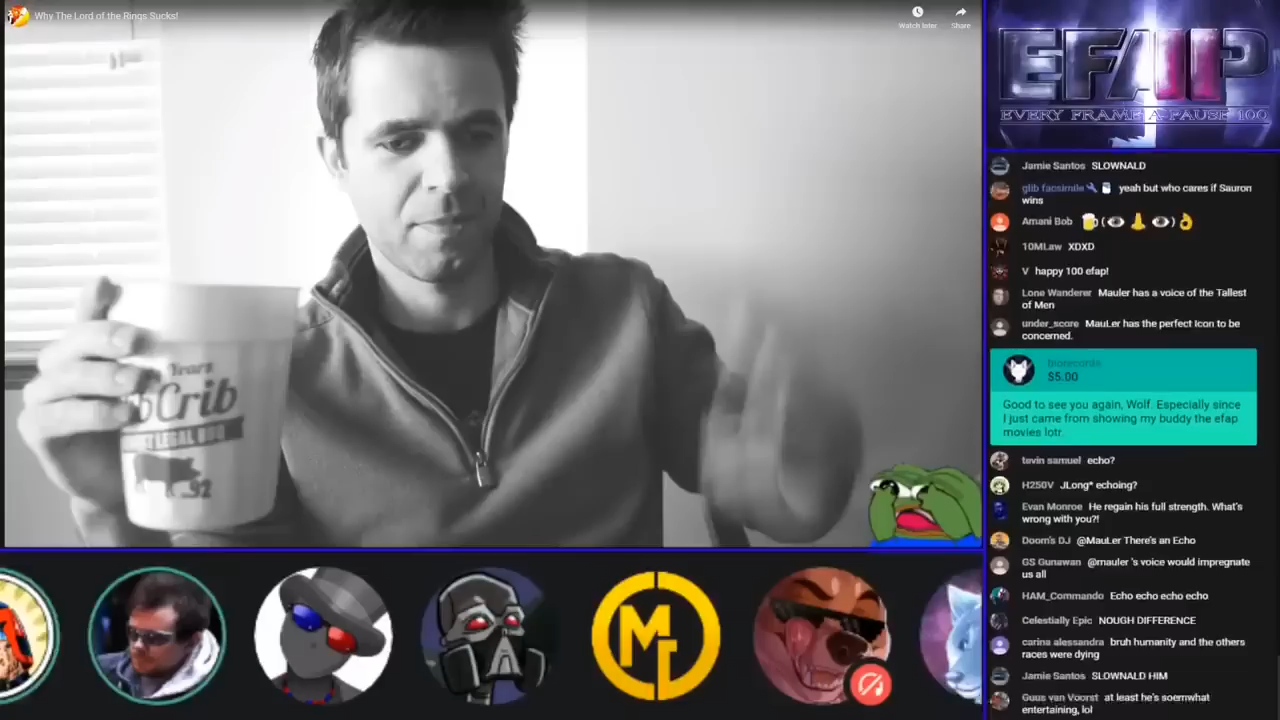 Why The Lord of the Rings Sucks!
Watch later
Share
Years
bCrib
LEGAL BBQ
.92
EFAP
EVERY FRAME A PAUSE 100
Jamie Santos SLOWNALD
glib facsimile yeah but who cares if Sauron
wins
Amani Bob
10MLaw XDXD
V happy 100 efap!
Lone Wanderer Mauler has a voice of the Tallest
of Men
under_score MauLer has the perfect Icon to be
concerned.
$5.00
Good to see you again, Wolf. Especially since
I just came from showing my buddy the efap
movies lotr
tevin samuel echo?
H250V JLong* echoing?
Evan Monroe He regain his full strength. What's
wrong with you?!
Doom's DJ @MauLer There's an Echo
GS Gunawan @mauler 's voice would impregnate
us all
HAM_Commando Echo echo echo echo
Celestially Epic NOUGH DIFFERENCE
carina alessandra bruh humanity and the others
races were dying
Jamie Santos SLOWNALD HIM
Guus van Voorst at least he's soemwhat
entertaining, lol
ML